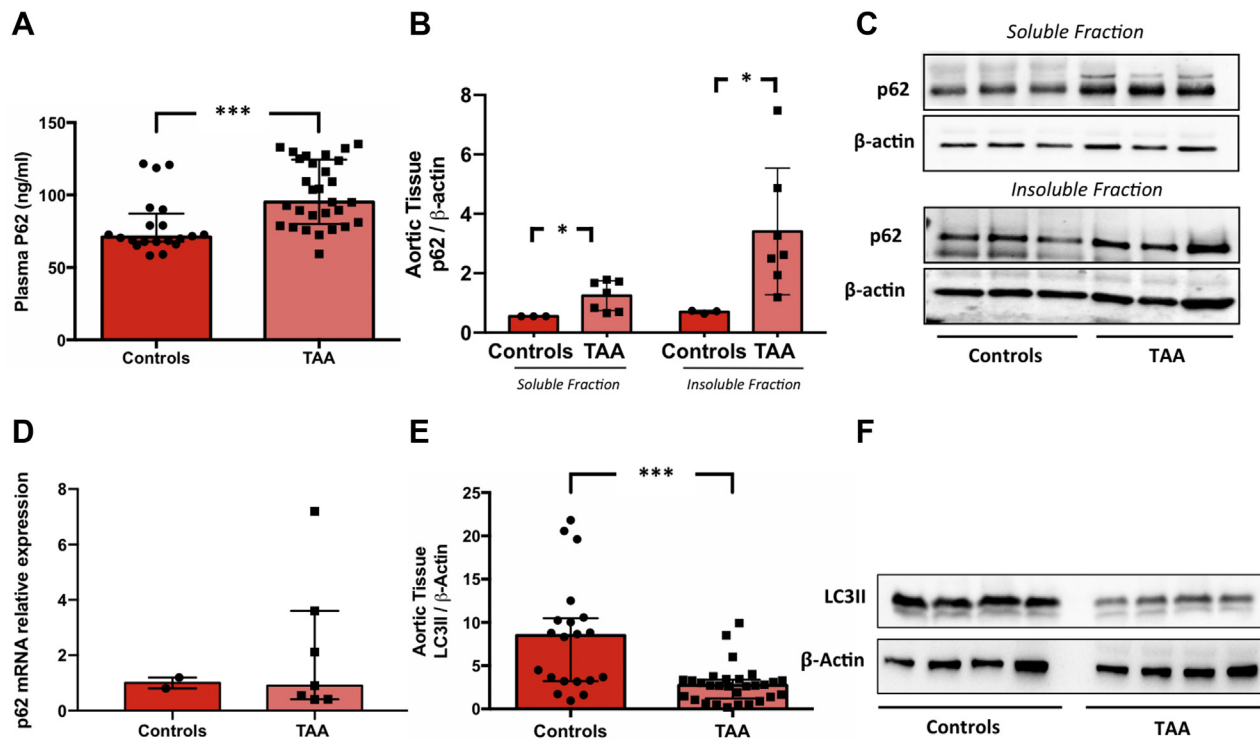 A
***
Plasma P62 (ng/ml)
150
100
50
0
Controls
TAA
B
Aortic Tissue
p62 / β-actin
8
6
4
2
0
*
*
Controls TAA
Controls TAA
Soluble Fraction
Insoluble Fraction
C
Soluble Fraction
p62
β-actin
Insoluble Fraction
p62
β-actin
Controls
TAA
D
p62 mRNA relative expression
8
6
4
2
0
Controls
TAA
E
***
Aortic Tissue
LC3II / β-Actin
25
20
15
10
5
0
Controls
TAA
F
LC3II
β-Actin
Controls
TAA